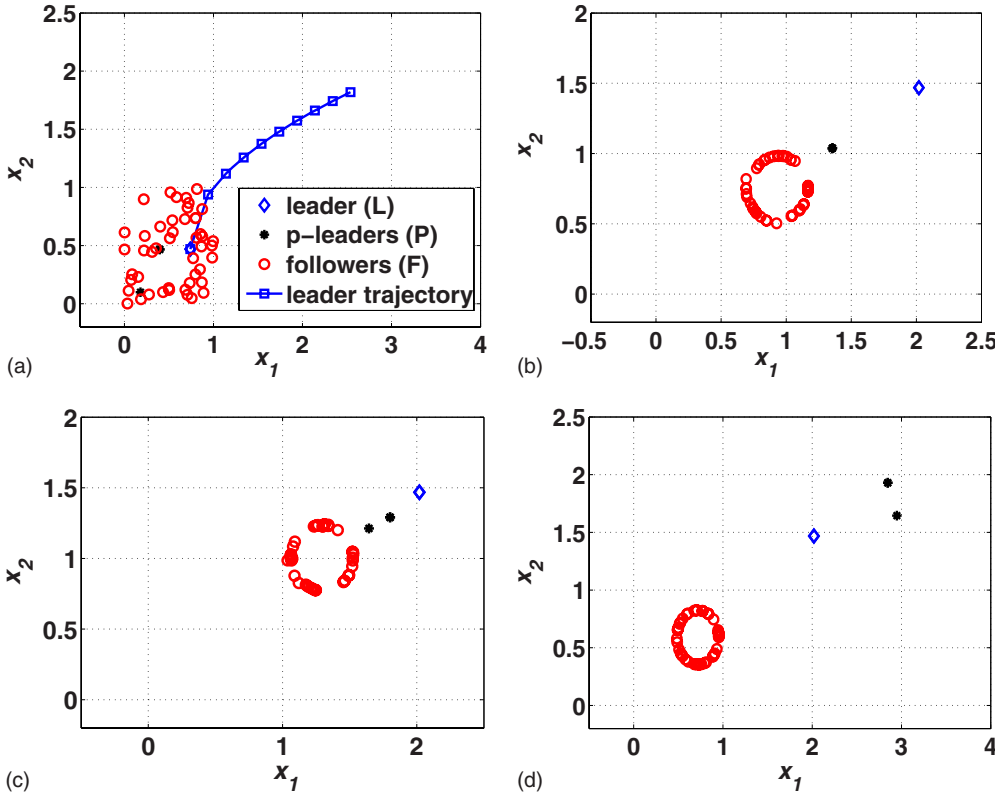 2.5
2
1.5
1
0.5
0
x2
0 1 2 3 4
x1
leader (L)
p-leaders (P)
followers (F)
leader trajectory
(a)
2
1.5
1
0.5
0
x2
−0.5 0 0.5 1 1.5 2 2.5
x1
(b)
2
1.5
1
0.5
0
x2
0 1 2
x1
(c)
2.5
2
1.5
1
0.5
0
x2
0 1 2 3 4
x1
(d)